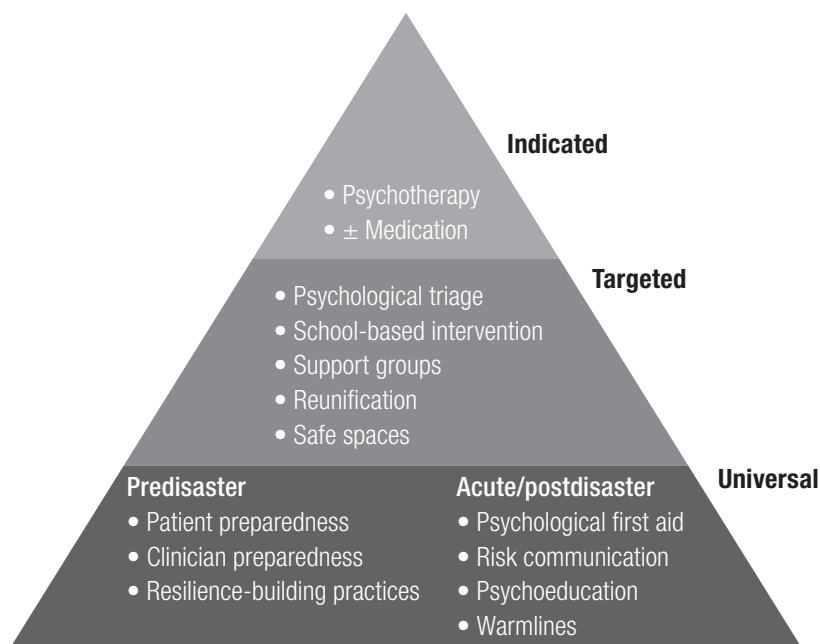 Indicated
• Psychotherapy
• ± Medication
Targeted
• Psychological triage
• School-based intervention
• Support groups
• Reunification
• Safe spaces
Universal
Predisaster
• Patient preparedness
• Clinician preparedness
• Resilience-building practices
Acute/postdisaster
• Psychological first aid
• Risk communication
• Psychoeducation
• Warmlines